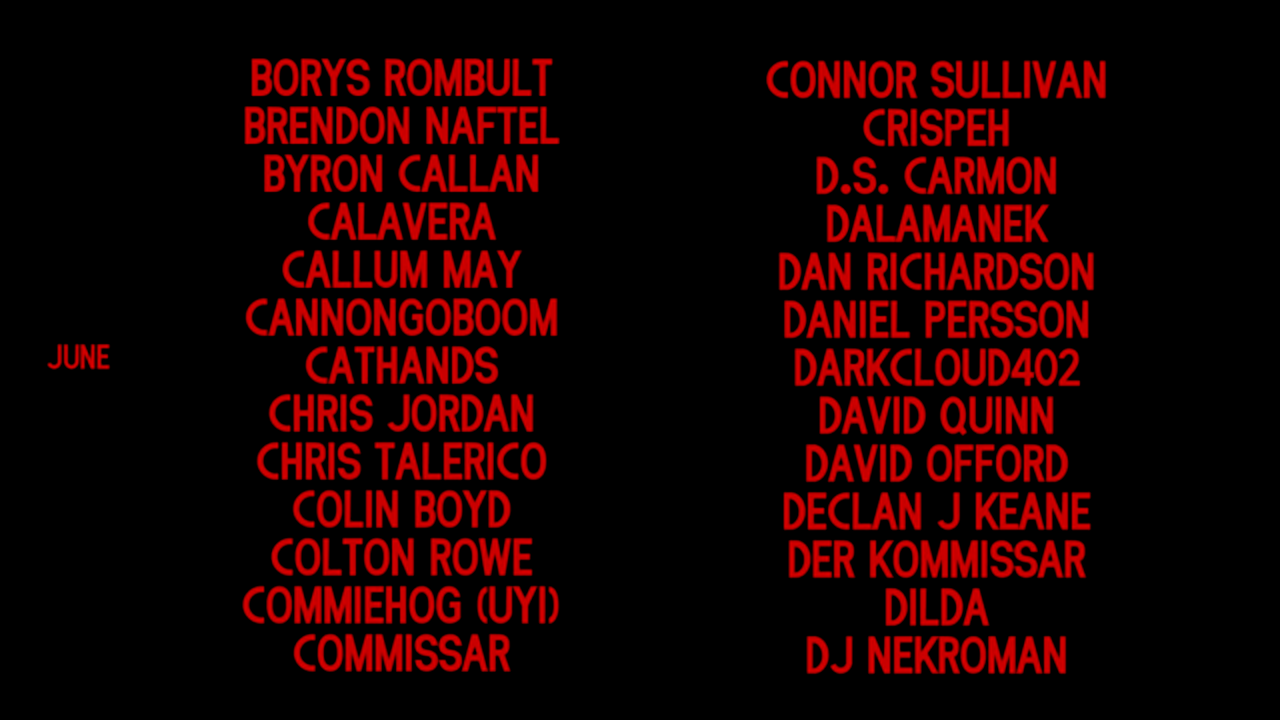 JUNE
BORYS ROMBULT
BRENDON NAFTEL
BYRON CALLAN
CALAVERA
CALLUM MAY
CANNONGOBOOM
CATHANDS
CHRIS JORDAN
CHRIS TALERICO
COLIN BOYD
COLTON ROWE
COMMIEHOG (UYI)
COMMISSAR
CONNOR SULLIVAN
CRISPEH
D.S. CARMON
DALAMANEK
DAN RICHARDSON
DANIEL PERSSON
DARKCLOUD402
DAVID QUINN
DAVID OFFORD
DECLAN J KEANE
DER KOMMISSAR
DILDA
DJ NEKROMAN